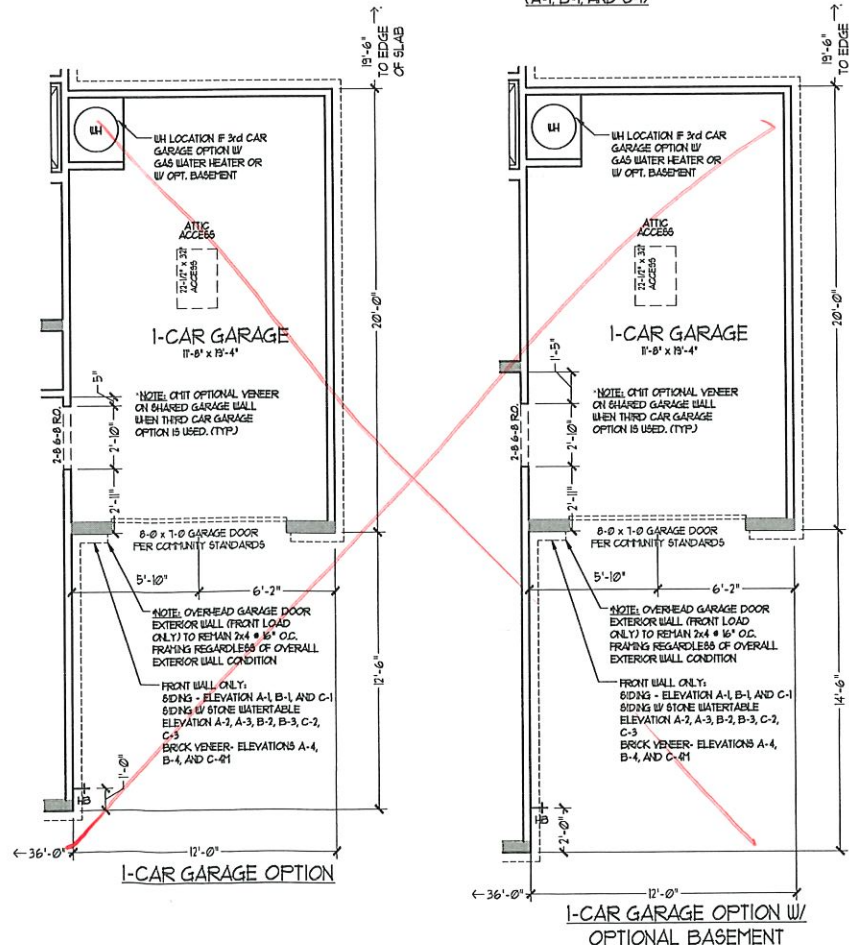 (A-1, B-1, AND C-1)
19'-6"
TO EDGE
OF SLAB
WH
WH LOCATION IF 3rd CAR
GARAGE OPTION W/
GAS WATER HEATER OR
W/ OPT. BASEMENT
ATTIC
ACCESS
22-1/2" x 32"
ACCESS
20'-0"
1-CAR GARAGE
11'-8" x 19'-4"
5"
*NOTE: OMIT OPTIONAL VENEER
ON SHARED GARAGE WALL
WHEN THIRD CAR GARAGE
OPTION IS USED. (TYP.)
2-8 6-8 R.O.
2'-10"
2'-11"
8-0 x 7-0 GARAGE DOOR
PER COMMUNITY STANDARDS
5'-10"
6'-2"
*NOTE: OVERHEAD GARAGE DOOR
EXTERIOR WALL (FRONT LOAD
ONLY) TO REMAIN 2x4 @ 16" O.C.
FRAMING REGARDLESS OF OVERALL
EXTERIOR WALL CONDITION
12'-6"
FRONT WALL ONLY:
SIDING - ELEVATION A-1, B-1, AND C-1
SIDING W/ STONE WATERTABLE
ELEVATION A-2, A-3, B-2, B-3, C-2,
C-3
BRICK VENEER- ELEVATIONS A-4,
B-4, AND C-4M
1'-0"
HB
36'-0"
12'-0"
1-CAR GARAGE OPTION
19'-6"
TO EDGE
WH
WH LOCATION IF 3rd CAR
GARAGE OPTION W/
GAS WATER HEATER OR
W/ OPT. BASEMENT
ATTIC
ACCESS
22-1/2" x 32"
ACCESS
20'-0"
1-CAR GARAGE
11'-8" x 19'-4"
1'-5"
*NOTE: OMIT OPTIONAL VENEER
ON SHARED GARAGE WALL
WHEN THIRD CAR GARAGE
OPTION IS USED. (TYP.)
2-8 6-8 R.O.
2'-10"
2'-11"
8-0 x 7-0 GARAGE DOOR
PER COMMUNITY STANDARDS
5'-10"
6'-2"
*NOTE: OVERHEAD GARAGE DOOR
EXTERIOR WALL (FRONT LOAD
ONLY) TO REMAIN 2x4 @ 16" O.C.
FRAMING REGARDLESS OF OVERALL
EXTERIOR WALL CONDITION
14'-6"
FRONT WALL ONLY:
SIDING - ELEVATION A-1, B-1, AND C-1
SIDING W/ STONE WATERTABLE
ELEVATION A-2, A-3, B-2, B-3, C-2,
C-3
BRICK VENEER- ELEVATIONS A-4,
B-4, AND C-4M
HB
2'-0"
36'-0"
12'-0"
1-CAR GARAGE OPTION W/
OPTIONAL BASEMENT